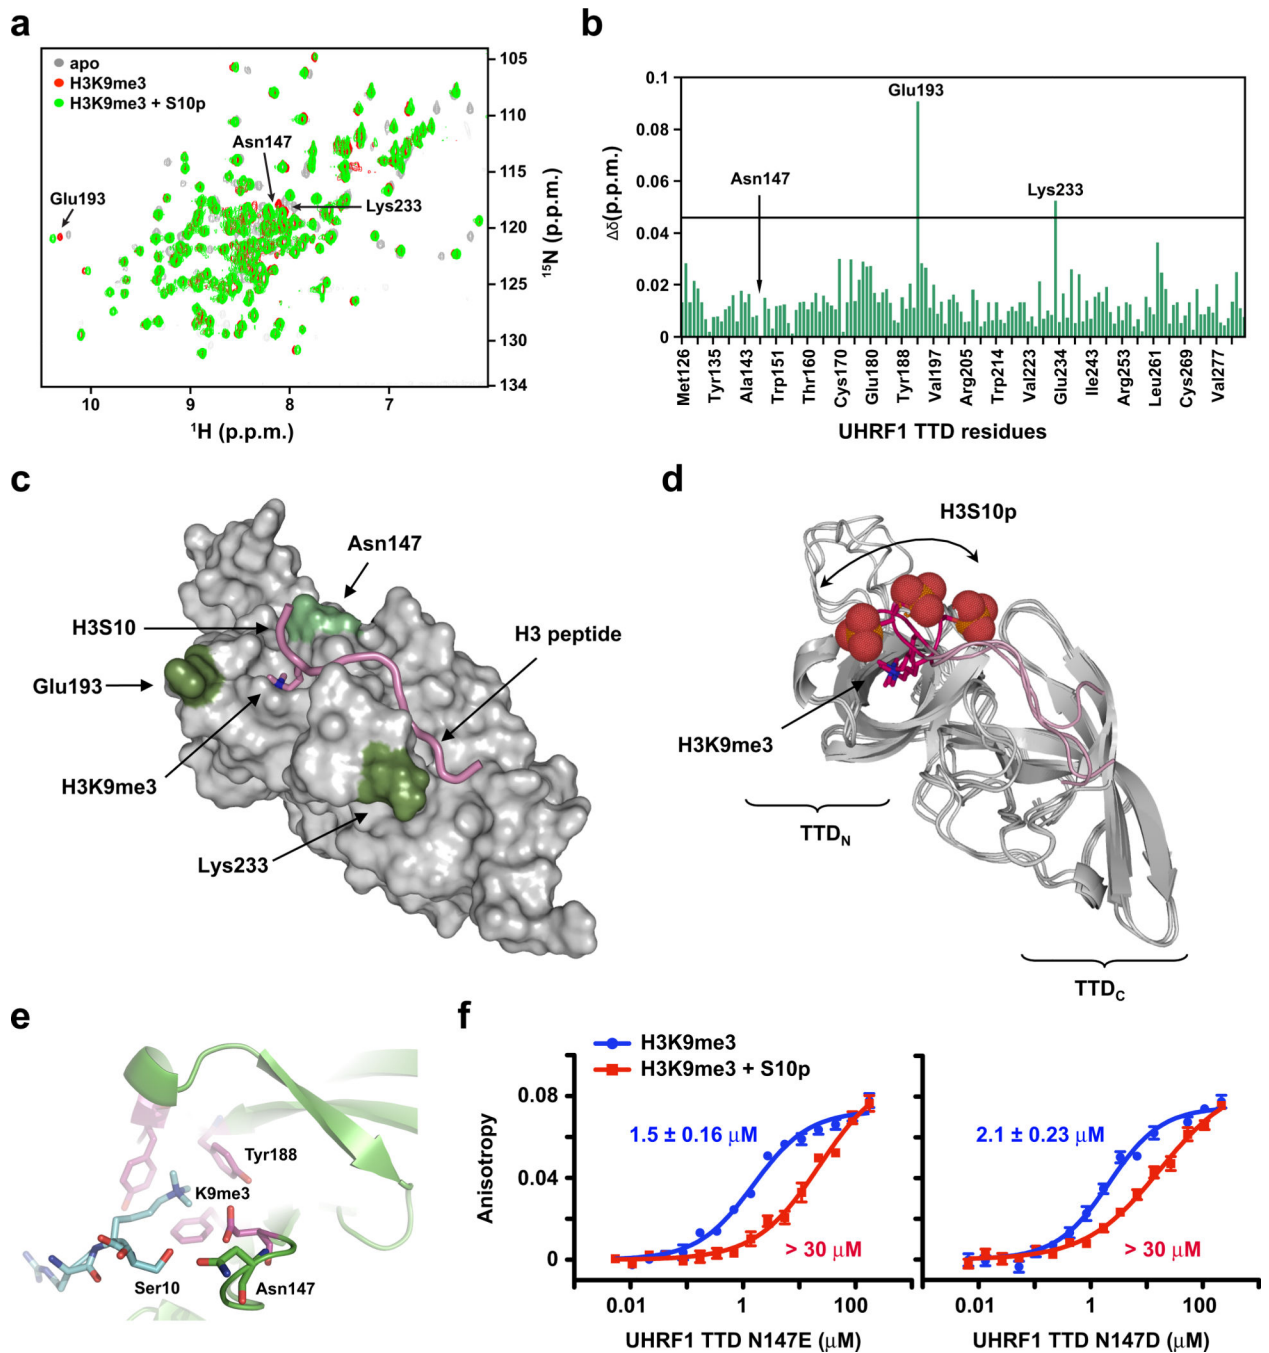 a
apo
H3K9me3
H3K9me3 + S10p
Asn147
Glu193
Lys233
104
110
115
120
125
130
134
¹⁵N (p.p.m.)
10 9 8 7
¹H (p.p.m.)
b
0.1
0.08
0.06
0.04
0.02
0
Δδ(p.p.m.)
Glu193
Asn147
Lys233
Met126 Tyr135 Ala143 Trp151 Thr160 Cys170 Glu180 Tyr188 Val197 Arg205 Trp214 Val223 Glu234 Ile243 Arg253 Leu261 Cys269 Val277
UHRF1 TTD residues
c
Asn147
H3S10
H3 peptide
Glu193
H3K9me3
Lys233
d
H3S10p
H3K9me3
TTD_N
TTD_C
e
Tyr188
K9me3
Ser10
Asn147
f
H3K9me3
H3K9me3 + S10p
0.08
0.04
0
Anisotropy
1.5 ± 0.16 μM
> 30 μM
0.01 1 100
UHRF1 TTD N147E (μM)
2.1 ± 0.23 μM
> 30 μM
0.01 1 100
UHRF1 TTD N147D (μM)